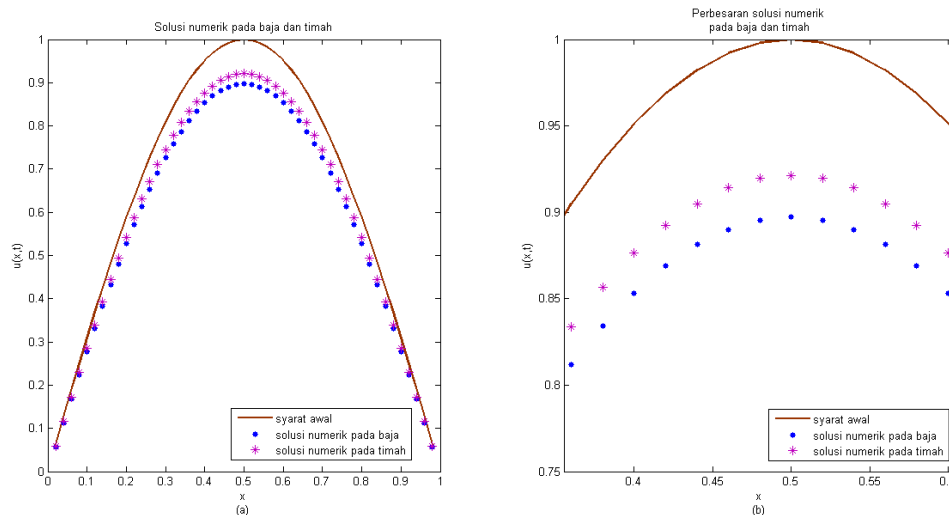 Solusi numerik pada baja dan timah
1
0.9
0.8
0.7
0.6
0.5
0.4
0.3
0.2
0.1
0
u(x,t)
syarat awal
solusi numerik pada baja
solusi numerik pada timah
0 0.1 0.2 0.3 0.4 0.5 0.6 0.7 0.8 0.9 1
x
(a)
Perbesaran solusi numerik
pada baja dan timah
1
0.95
0.9
0.85
0.8
0.75
u(x,t)
syarat awal
solusi numerik pada baja
solusi numerik pada timah
0.4 0.45 0.5 0.55
x
(b)